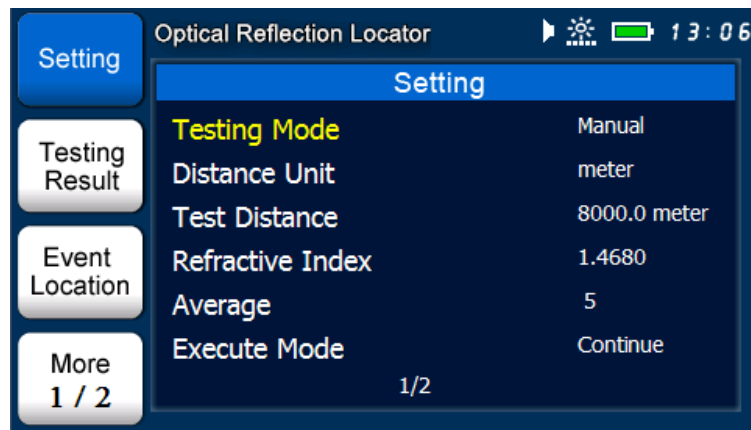 Optical Reflection Locator 13:06
Setting
Testing
Result
Event
Location
More
1 / 2
Setting
Testing Mode Manual
Distance Unit meter
Test Distance 8000.0 meter
Refractive Index 1.4680
Average 5
Execute Mode Continue
1/2